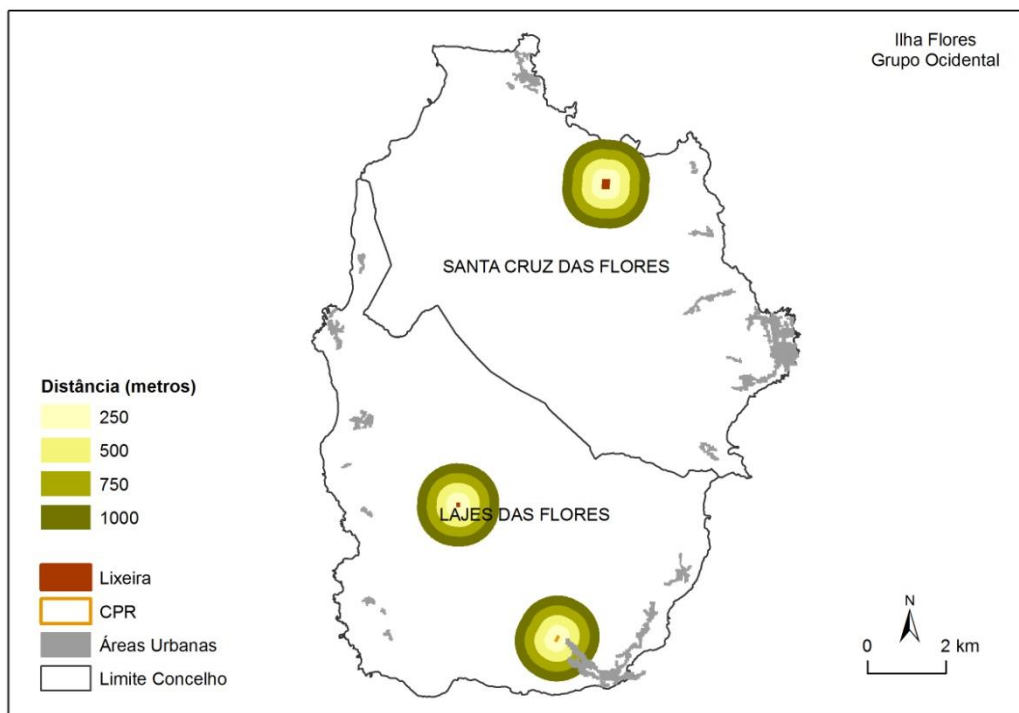 Ilha Flores
Grupo Ocidental
SANTA CRUZ DAS FLORES
LAJES DAS FLORES
Distância (metros)
250
500
750
1000
Lixeira
CPR
Áreas Urbanas
Limite Concelho
N
0 2 km